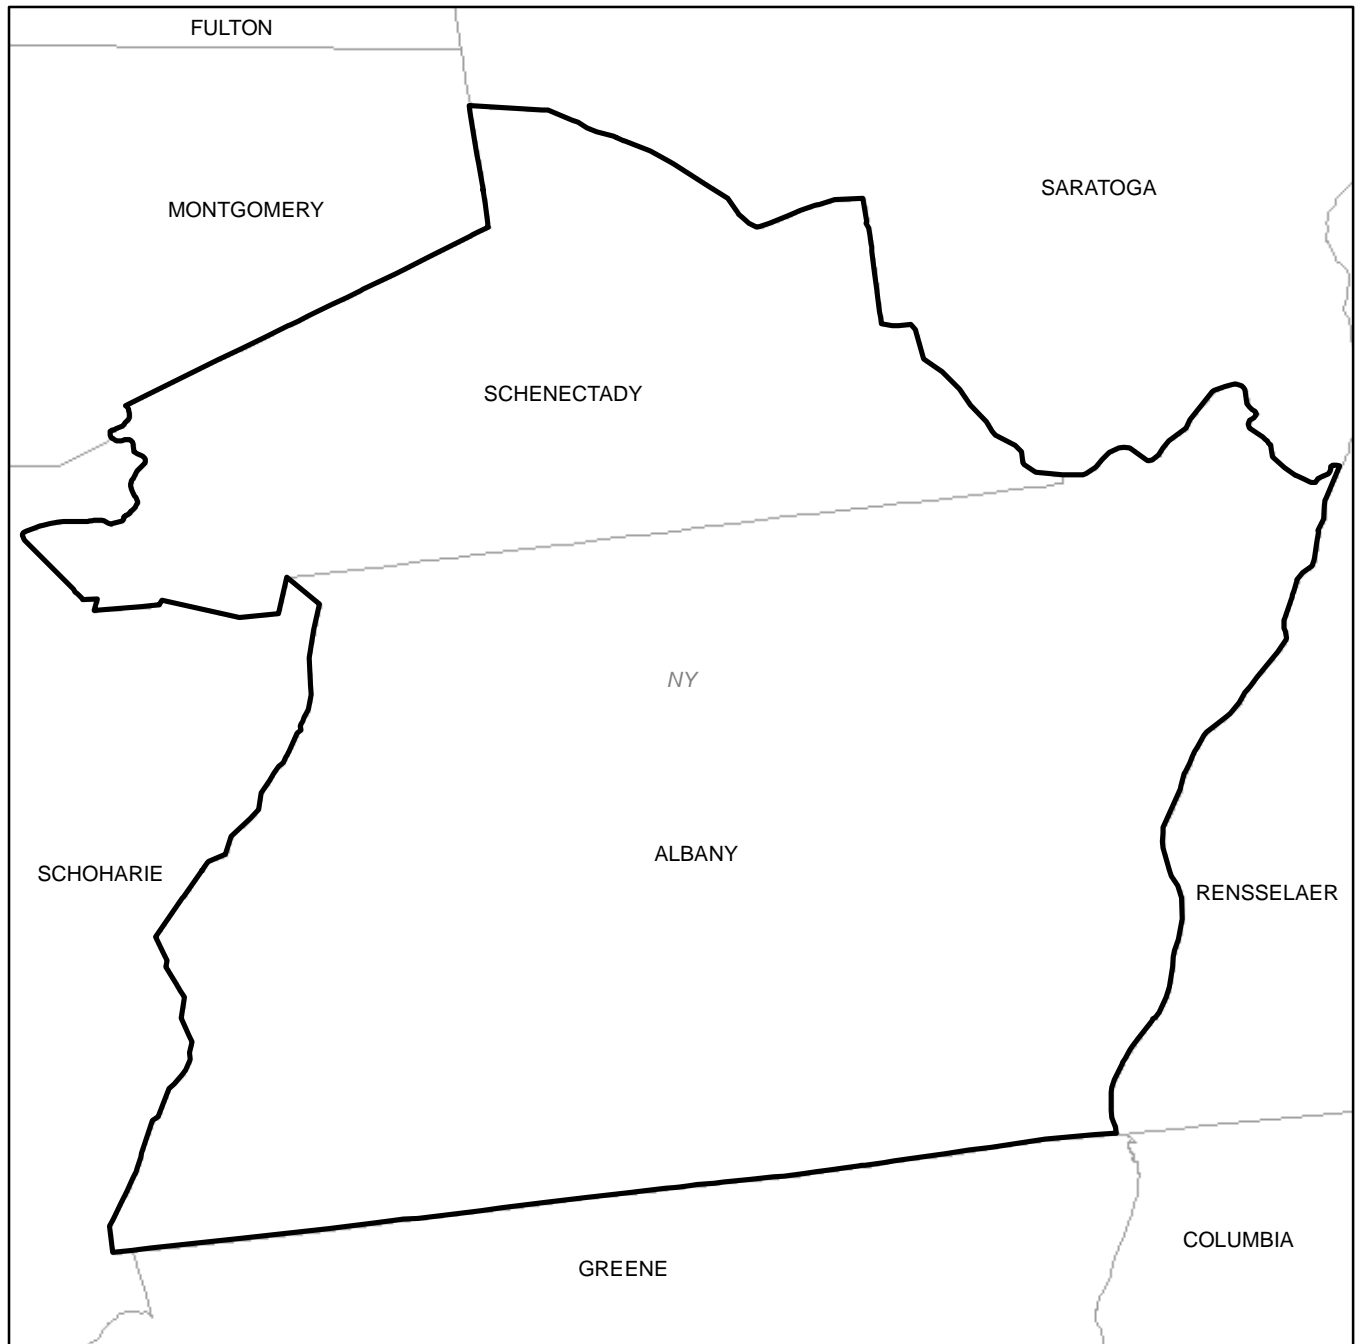 FULTON
SARATOGA
MONTGOMERY
SCHENECTADY
NY
ALBANY
SCHOHARIE
RENSSELAER
COLUMBIA
GREENE